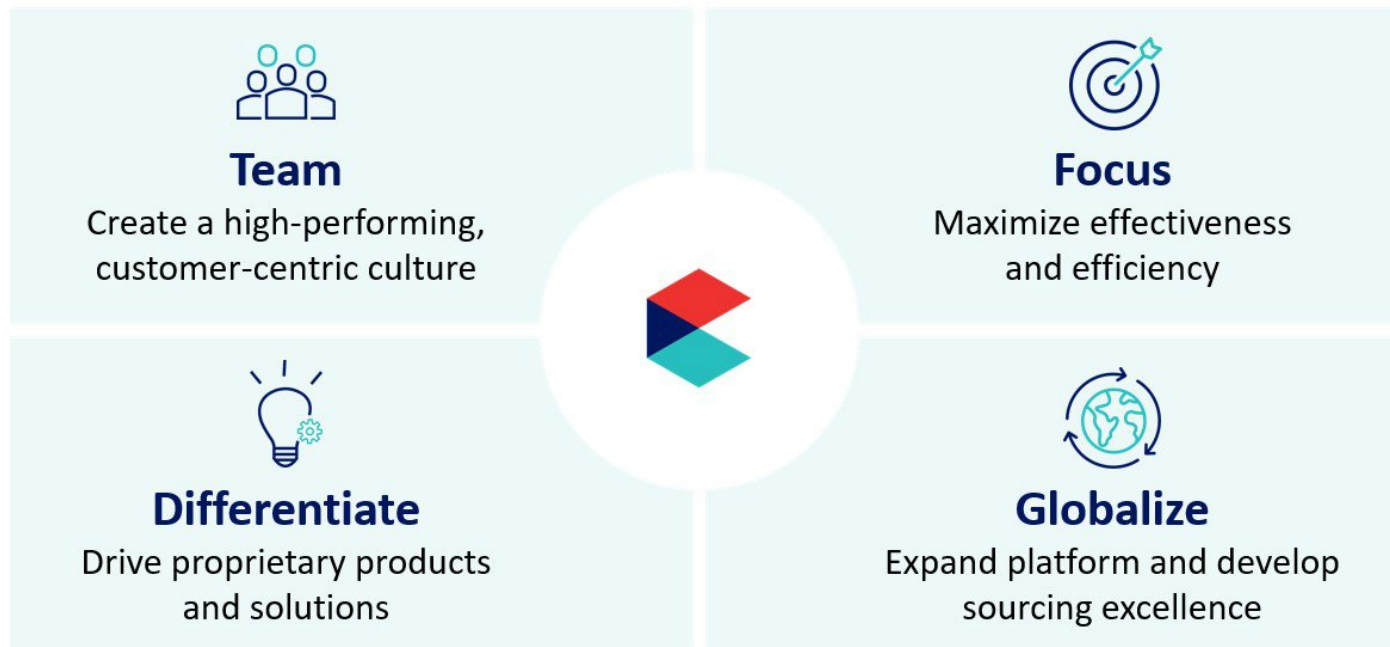 Team
Create a high-performing,
customer-centric culture
Focus
Maximize effectiveness
and efficiency
Differentiate
Drive proprietary products
and solutions
Globalize
Expand platform and develop
sourcing excellence